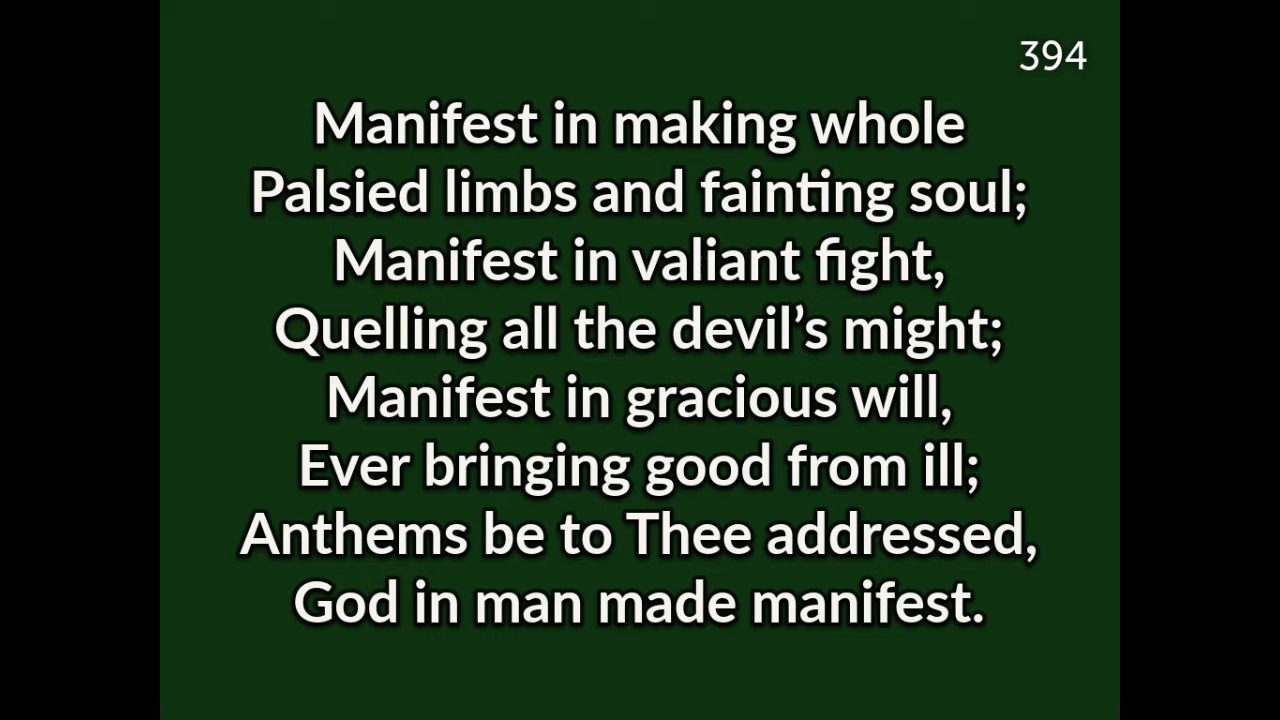 394
Manifest in making whole
Palsied limbs and fainting soul;
Manifest in valiant fight,
Quelling all the devil’s might;
Manifest in gracious will,
Ever bringing good from ill;
Anthems be to Thee addressed,
God in man made manifest.